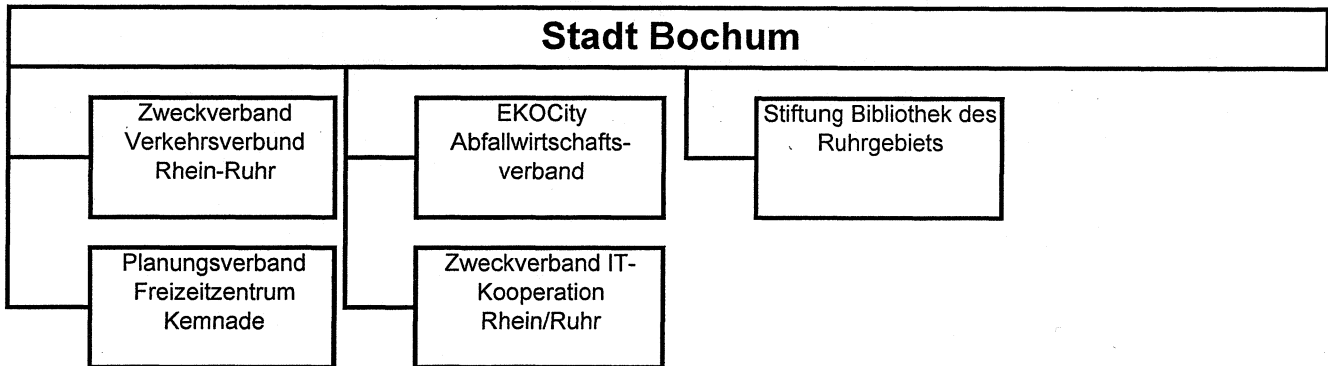 Stadt Bochum
Zweckverband
Verkehrsverbund
Rhein-Ruhr
EKOCity
Abfallwirtschafts-
verband
Stiftung Bibliothek des
Ruhrgebiets
Planungsverband
Freizeitzentrum
Kemnade
Zweckverband IT-
Kooperation
Rhein/Ruhr